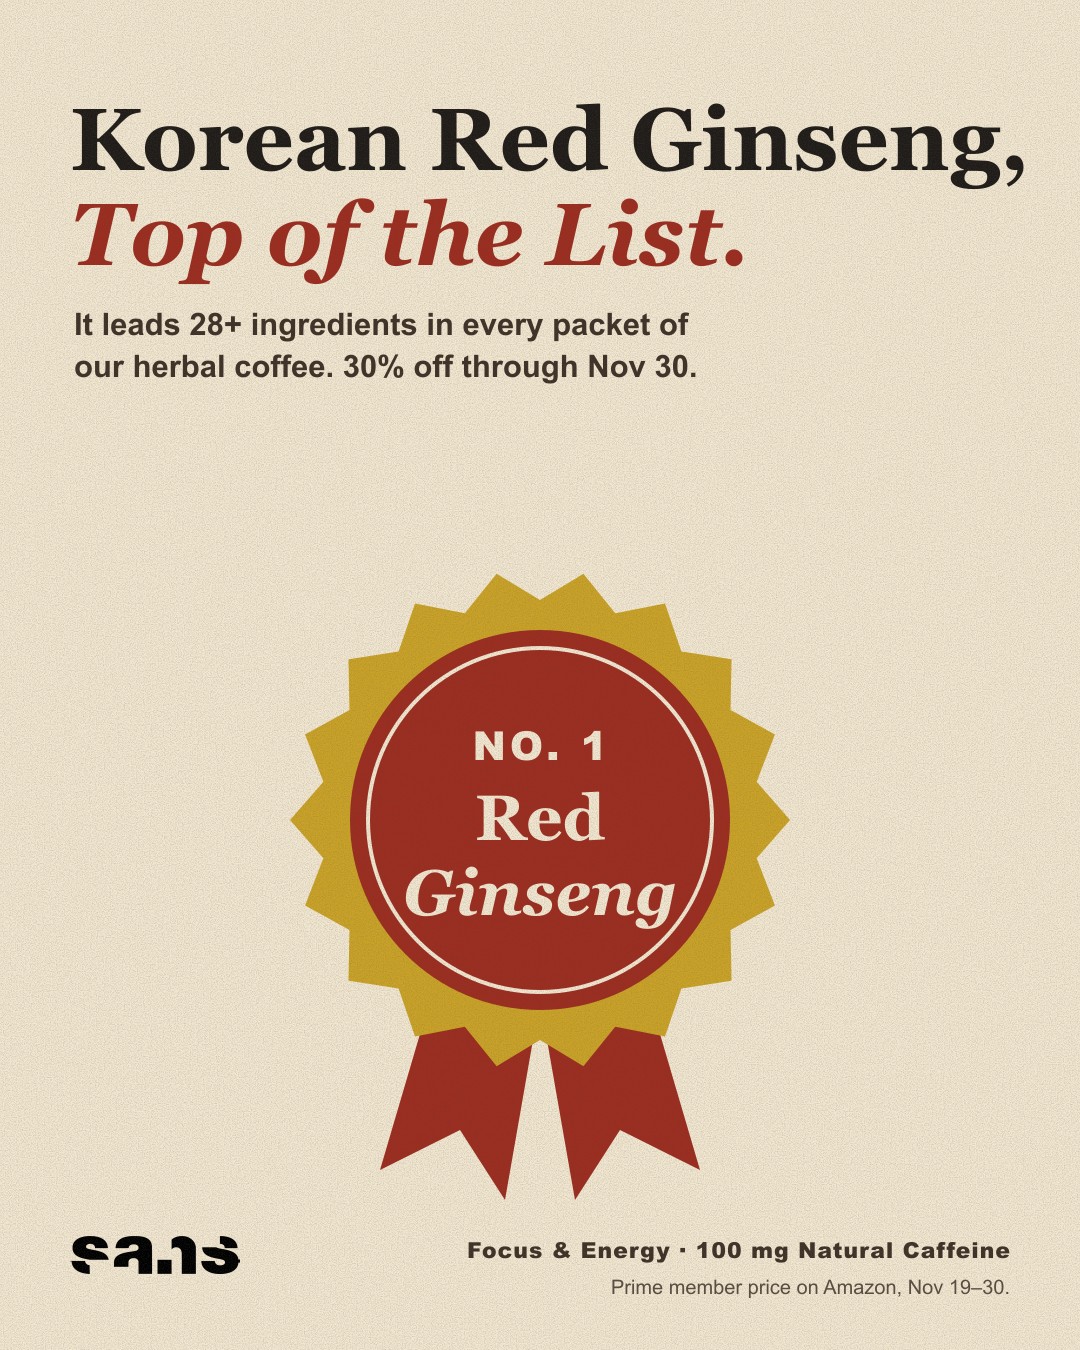 Korean Red Ginseng,
Top of the List.
It leads 28+ ingredients in every packet of
our herbal coffee. 30% off through Nov 30.
NO. 1
Red
Ginseng
sans
Focus & Energy · 100 mg Natural Caffeine
Prime member price on Amazon, Nov 19–30.